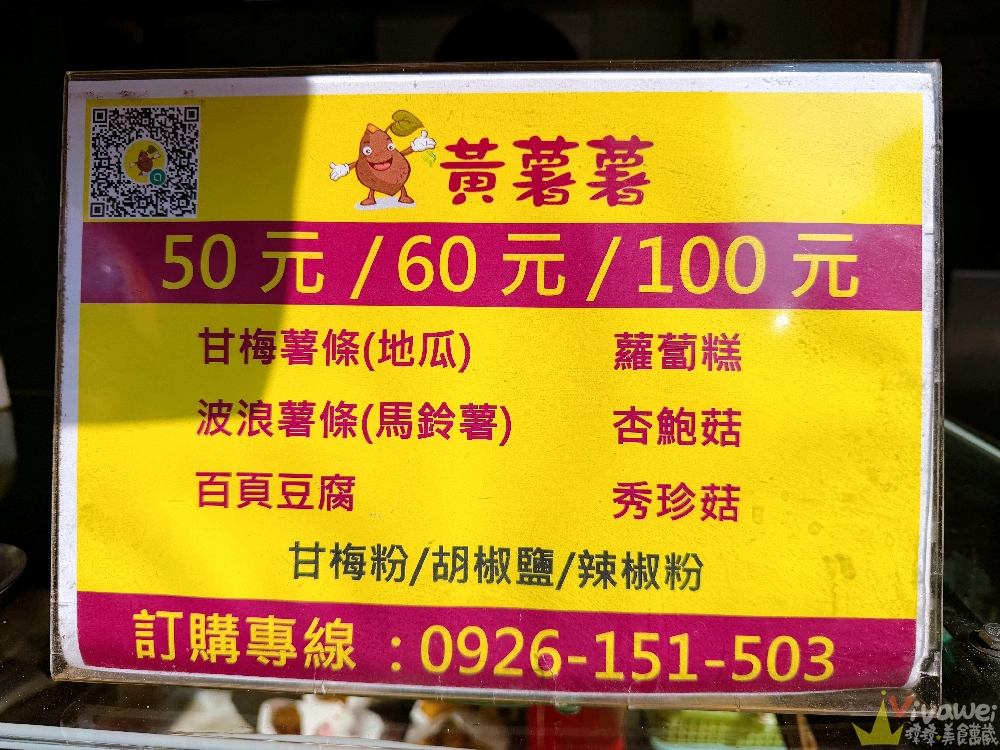 黃薯薯
50 元 / 60 元 / 100 元
甘梅薯條(地瓜) 蘿蔔糕
波浪薯條(馬鈴薯) 杏鮑菇
百頁豆腐 秀珍菇
甘梅粉/胡椒鹽/辣椒粉
訂購專線 : 0926-151-503
Vivawei